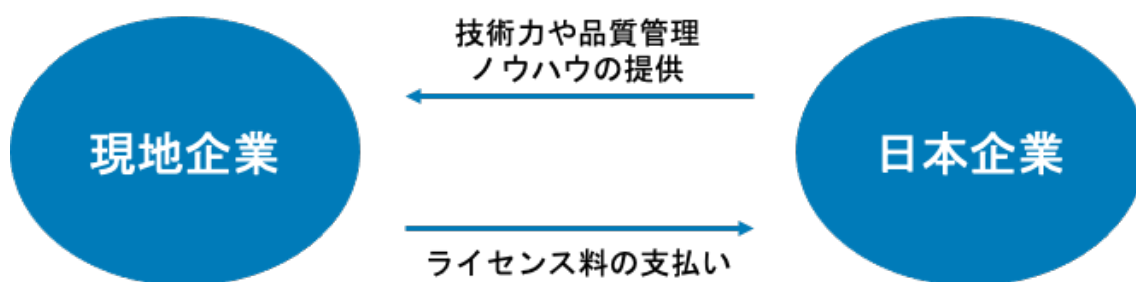 技術力や品質管理
ノウハウの提供
現地企業
日本企業
ライセンス料の支払い